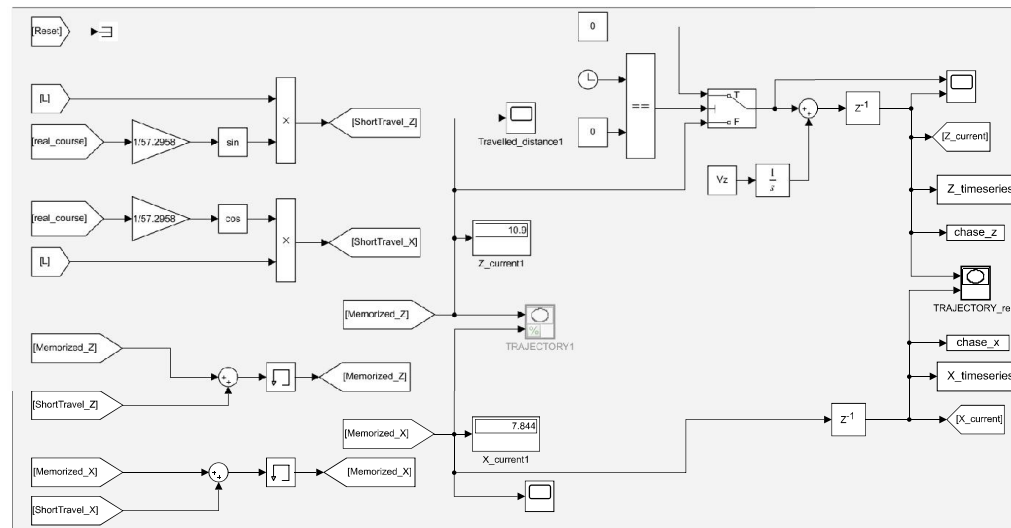 [Reset]
0
[L]
×
[ShortTravel_Z]
[real_course]
1/57.2958
sin
Travelled_distance1
==
0
T
F
+
+
z-1
[Z_current]
Vz
1
s
Z_timeseries
[real_course]
1/57.2958
cos
×
[ShortTravel_X]
[L]
10.9
Z_current1
chase_z
[Memorized_Z]
TRAJECTORY1
TRAJECTORY_re
[Memorized_Z]
+
+
[Memorized_Z]
[ShortTravel_Z]
chase_x
X_timeseries
[Memorized_X]
7.844
X_current1
z-1
[X_current]
[Memorized_X]
+
+
[Memorized_X]
[ShortTravel_X]